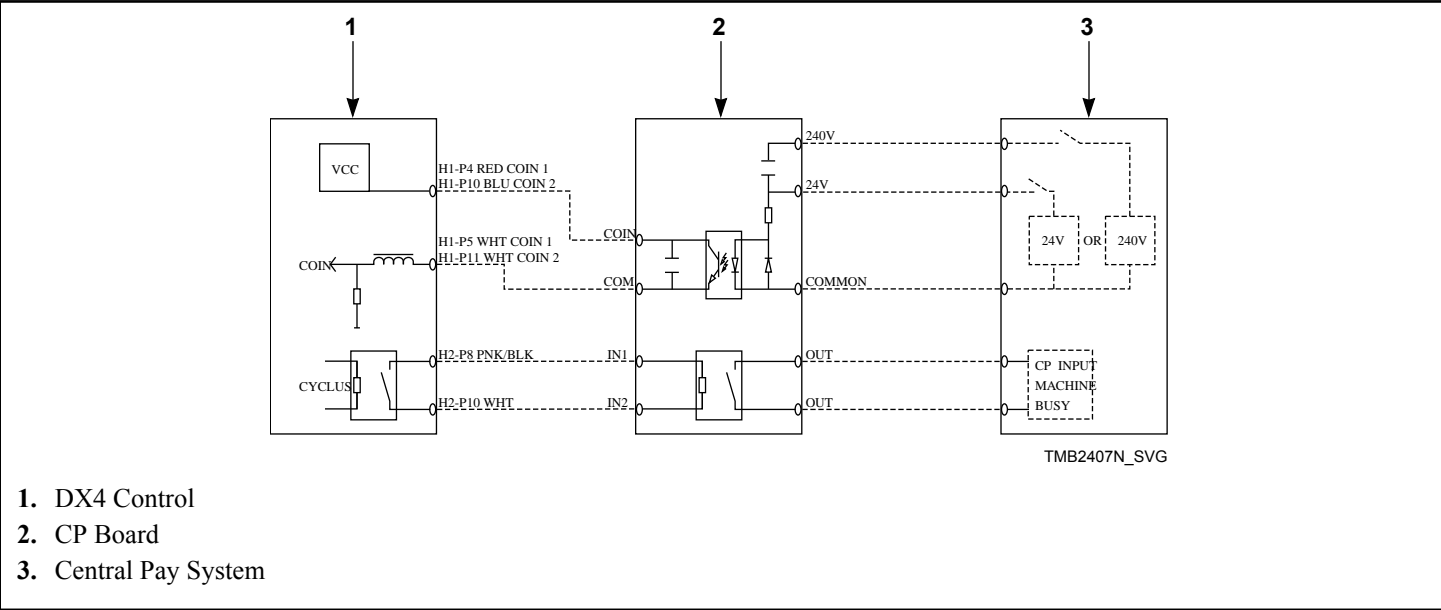 1
2
3
VCC
H1-P4 RED COIN 1
H1-P10 BLU COIN 2
COIN
H1-P5 WHT COIN 1
H1-P11 WHT COIN 2
CYCLUS
H2-P8 PNK/BLK
H2-P10 WHT
COIN
COM
IN1
IN2
240V
24V
COMMON
OUT
OUT
24V OR 240V
CP INPUT
MACHINE
BUSY
TMB2407N_SVG
1. DX4 Control
2. CP Board
3. Central Pay System